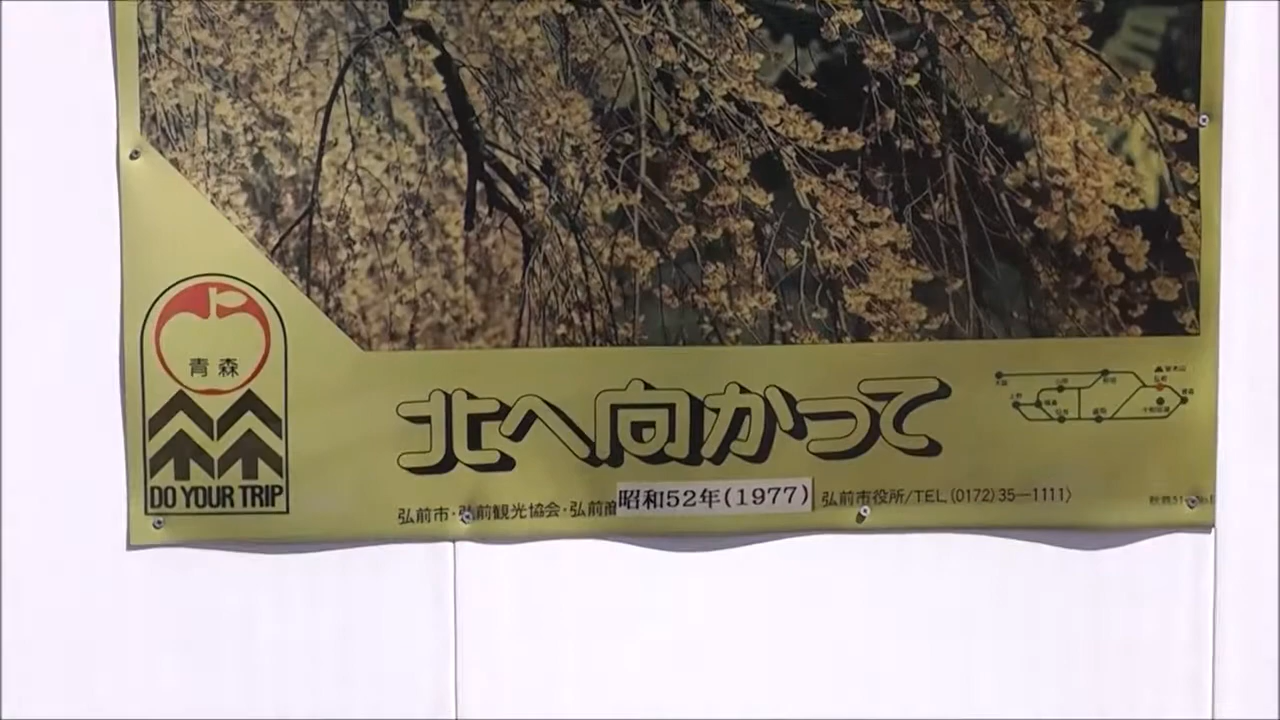 青森
DO YOUR TRIP
北へ向かって
弘前市・弘前観光協会・弘前
昭和52年(1977)
弘前市役所/TEL(0172)35—1111)